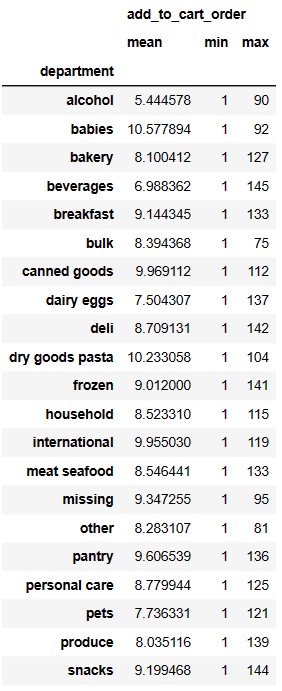 add_to_cart_order
mean min max
department
alcohol 5.444578 1 90
babies 10.577894 1 92
bakery 8.100412 1 127
beverages 6.988362 1 145
breakfast 9.144345 1 133
bulk 8.394368 1 75
canned goods 9.969112 1 112
dairy eggs 7.504307 1 137
deli 8.709131 1 142
dry goods pasta 10.233058 1 104
frozen 9.012000 1 141
household 8.523310 1 115
international 9.955030 1 119
meat seafood 8.546441 1 133
missing 9.347255 1 95
other 8.283107 1 81
pantry 9.606539 1 136
personal care 8.779944 1 125
pets 7.736331 1 121
produce 8.035116 1 139
snacks 9.199468 1 144